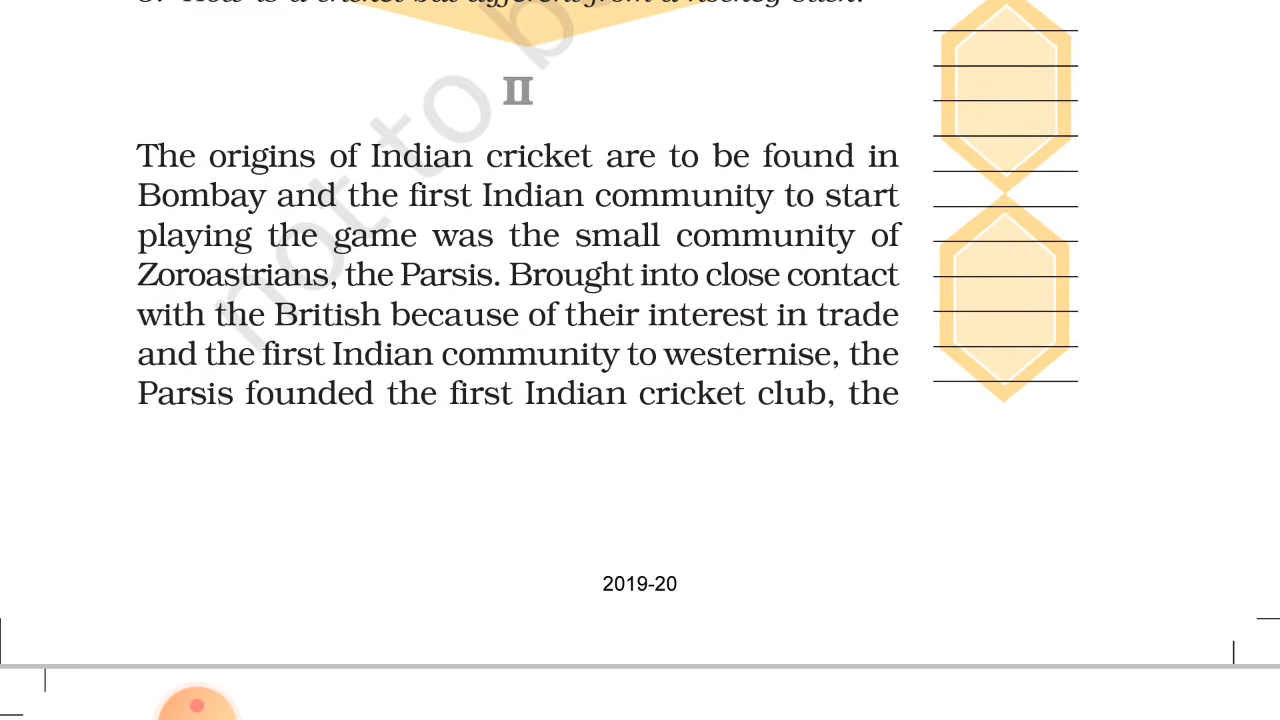 II
The origins of Indian cricket are to be found in
Bombay and the first Indian community to start
playing the game was the small community of
Zoroastrians, the Parsis. Brought into close contact
with the British because of their interest in trade
and the first Indian community to westernise, the
Parsis founded the first Indian cricket club, the
not to b
2019-20